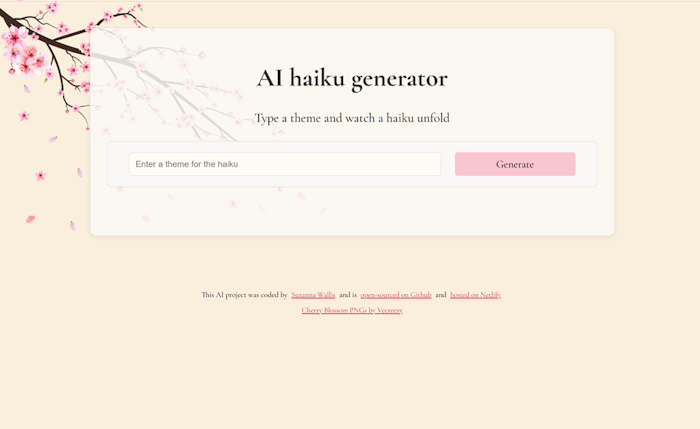 AI haiku generator
Type a theme and watch a haiku unfold
Enter a theme for the haiku
Generate
This AI project was coded by Suzanna Wallis and is open-sourced on Github and hosted on Netlify
Cherry Blossom PNGs by Vecteezy